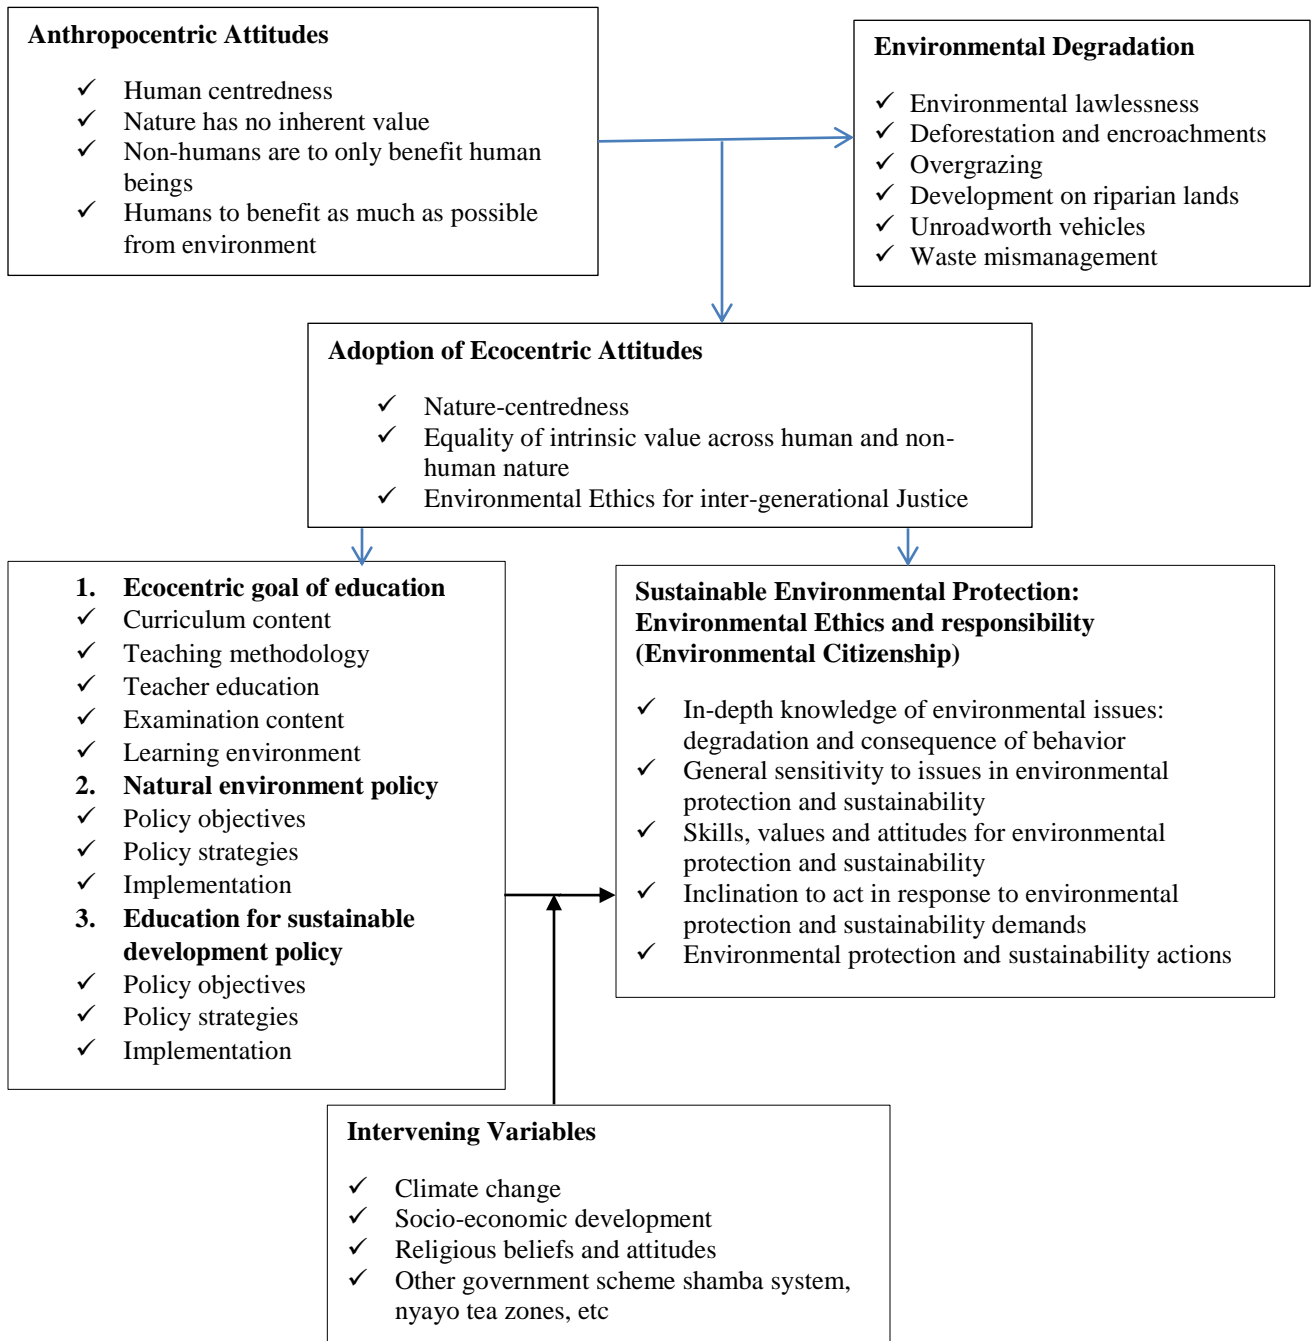 Anthropocentric Attitudes
✓ Human centredness
✓ Nature has no inherent value
✓ Non-humans are to only benefit human
beings
✓ Humans to benefit as much as possible
from environment
Environmental Degradation
✓ Environmental lawlessness
✓ Deforestation and encroachments
✓ Overgrazing
✓ Development on riparian lands
✓ Unroadworth vehicles
✓ Waste mismanagement
Adoption of Ecocentric Attitudes
✓ Nature-centredness
✓ Equality of intrinsic value across human and non-
human nature
✓ Environmental Ethics for inter-generational Justice
1. Ecocentric goal of education
✓ Curriculum content
✓ Teaching methodology
✓ Teacher education
✓ Examination content
✓ Learning environment
2. Natural environment policy
✓ Policy objectives
✓ Policy strategies
✓ Implementation
3. Education for sustainable
development policy
✓ Policy objectives
✓ Policy strategies
✓ Implementation
Sustainable Environmental Protection:
Environmental Ethics and responsibility
(Environmental Citizenship)
✓ In-depth knowledge of environmental issues:
degradation and consequence of behavior
✓ General sensitivity to issues in environmental
protection and sustainability
✓ Skills, values and attitudes for environmental
protection and sustainability
✓ Inclination to act in response to environmental
protection and sustainability demands
✓ Environmental protection and sustainability actions
Intervening Variables
✓ Climate change
✓ Socio-economic development
✓ Religious beliefs and attitudes
✓ Other government scheme shamba system,
nyayo tea zones, etc